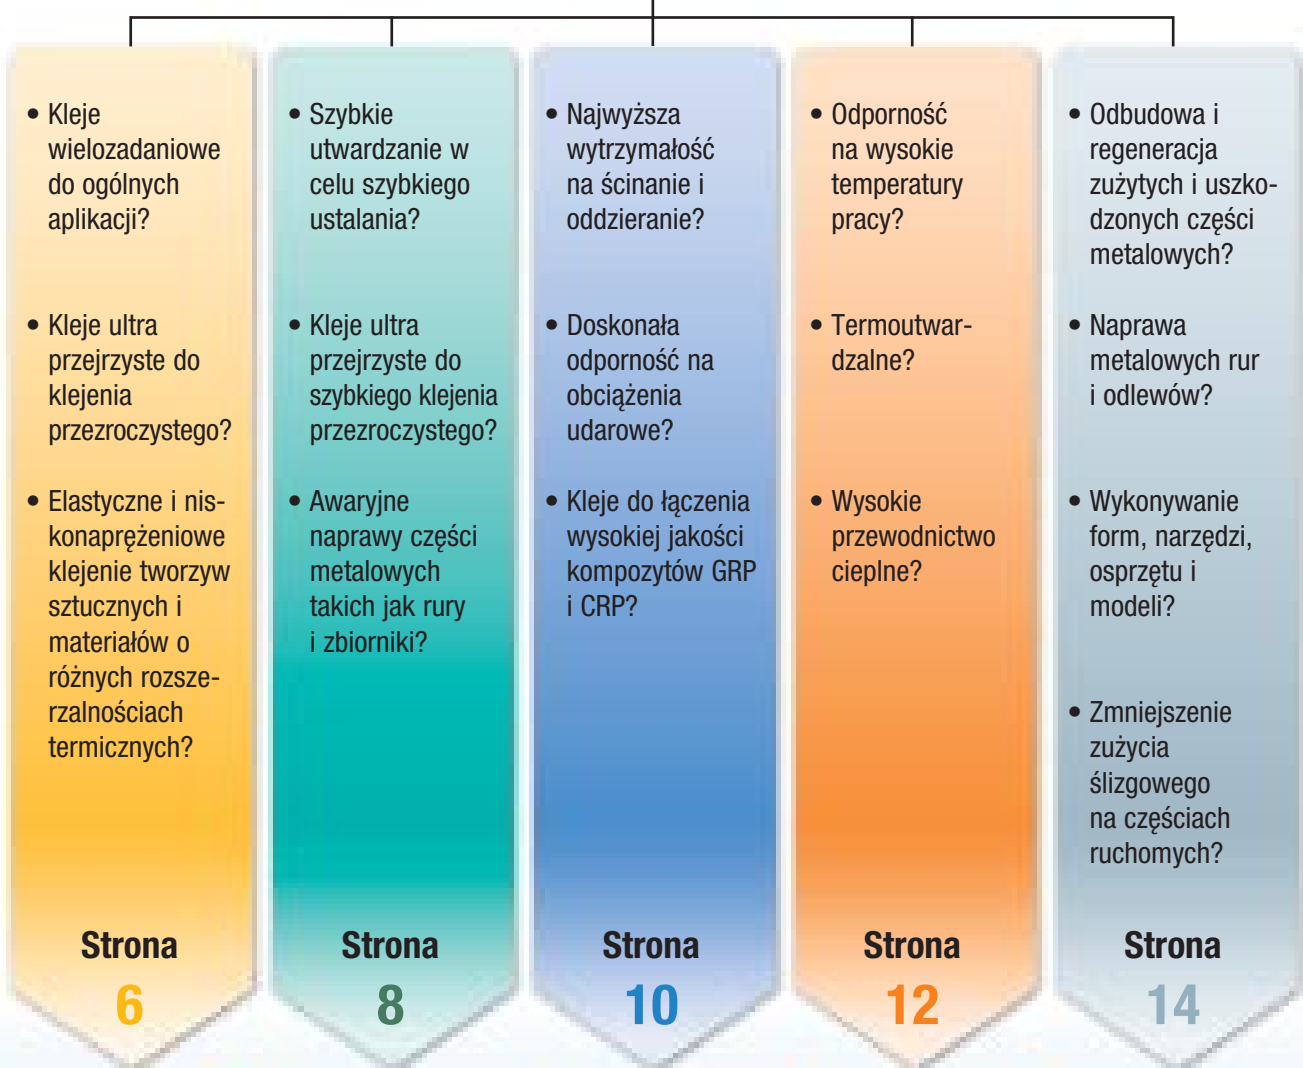 • Kleje
wielozadaniowe
do ogólnych
aplikacji?
• Kleje ultra
przejrzyste do
klejenia
przezroczystego?
• Elastyczne i nis-
konaprężeniowe
klejenie tworzyw
sztucznych i
materiałów o
różnych rozsze-
rzalnościach
termicznych?
Strona
6
• Szybkie
utwardzanie w
celu szybkiego
ustalania?
• Kleje ultra
przejrzyste do
szybkiego klejenia
przezroczystego?
• Awaryjne
naprawy części
metalowych
takich jak rury
i zbiorniki?
Strona
8
• Najwyższa
wytrzymałość
na ścinanie i
oddzieranie?
• Doskonała
odporność na
obciążenia
udarowe?
• Kleje do łączenia
wysokiej jakości
kompozytów GRP
i CRP?
Strona
10
• Odporność
na wysokie
temperatury
pracy?
• Termoutwar-
dzalne?
• Wysokie
przewodnictwo
cieplne?
Strona
12
• Odbudowa i
regeneracja
zużytych i uszko-
dzonych części
metalowych?
• Naprawa
metalowych rur
i odlewów?
• Wykonywanie
form, narzędzi,
osprzętu i
modeli?
• Zmniejszenie
zużycia
ślizgowego
na częściach
ruchomych?
Strona
14